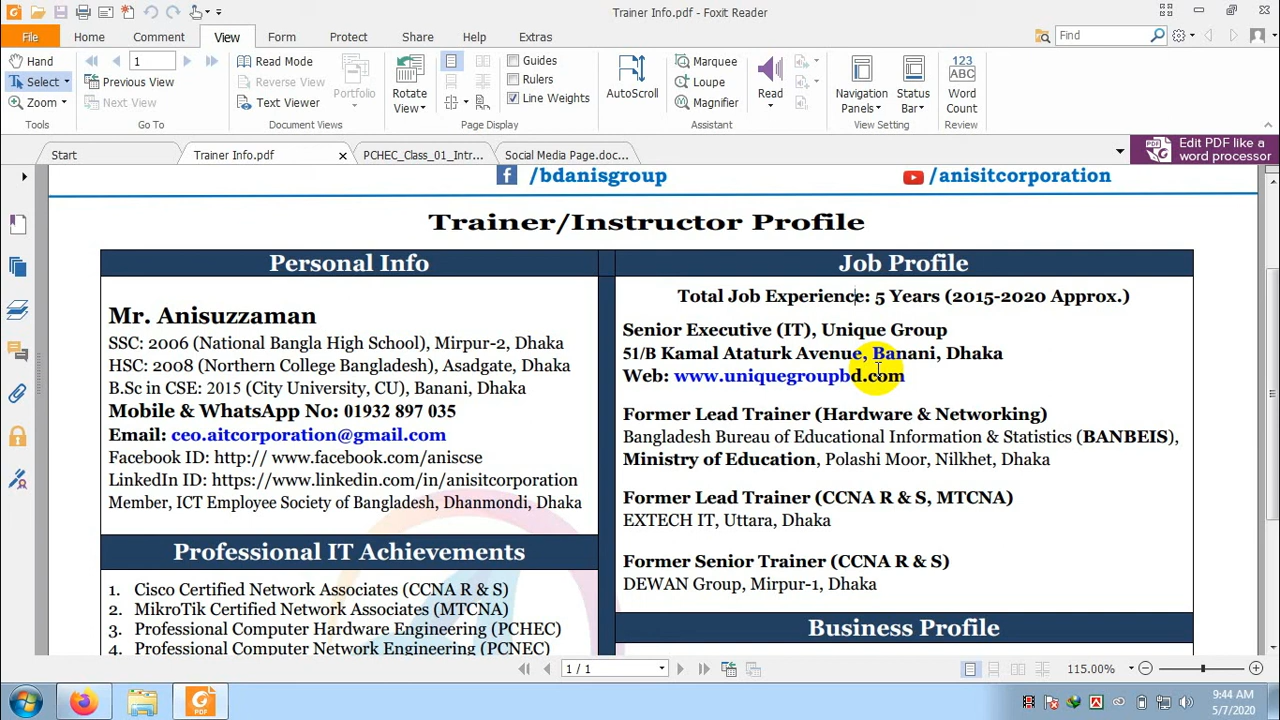 Trainer Info.pdf - Foxit Reader
File Home Comment View Form Protect Share Help Extras
Find
Hand
Select
Zoom
Tools
1
Previous View
Next View
Go To
Read Mode
Reverse View
Text Viewer
Portfolio
Document Views
Rotate View
Guides
Rulers
Line Weights
Page Display
AutoScroll
Marquee
Loupe
Magnifier
Read
Assistant
Navigation Panels
Status Bar
View Setting
123
ABC
Word Count
Review
Start
Trainer Info.pdf
PCHEC_Class_01_Intr...
Social Media Page.doc...
Edit PDF like a
word processor
/bdanisgroup
/anisitcorporation
Trainer/Instructor Profile
Personal Info
Mr. Anisuzzaman
SSC: 2006 (National Bangla High School), Mirpur-2, Dhaka
HSC: 2008 (Northern College Bangladesh), Asadgate, Dhaka
B.Sc in CSE: 2015 (City University, CU), Banani, Dhaka
Mobile & WhatsApp No: 01932 897 035
Email: ceo.aitcorporation@gmail.com
Facebook ID: http:// www.facebook.com/aniscse
LinkedIn ID: https://www.linkedin.com/in/anisitcorporation
Member, ICT Employee Society of Bangladesh, Dhanmondi, Dhaka
Professional IT Achievements
1. Cisco Certified Network Associates (CCNA R & S)
2. MikroTik Certified Network Associates (MTCNA)
3. Professional Computer Hardware Engineering (PCHEC)
4. Professional Computer Network Engineering (PCNEC)
Job Profile
Total Job Experience: 5 Years (2015-2020 Approx.)
Senior Executive (IT), Unique Group
51/B Kamal Ataturk Avenue, Banani, Dhaka
Web: www.uniquegroupbd.com
Former Lead Trainer (Hardware & Networking)
Bangladesh Bureau of Educational Information & Statistics (BANBEIS),
Ministry of Education, Polashi Moor, Nilkhet, Dhaka
Former Lead Trainer (CCNA R & S, MTCNA)
EXTECH IT, Uttara, Dhaka
Former Senior Trainer (CCNA R & S)
DEWAN Group, Mirpur-1, Dhaka
Business Profile
1 / 1
115.00%
PDF
9:44 AM
5/7/2020